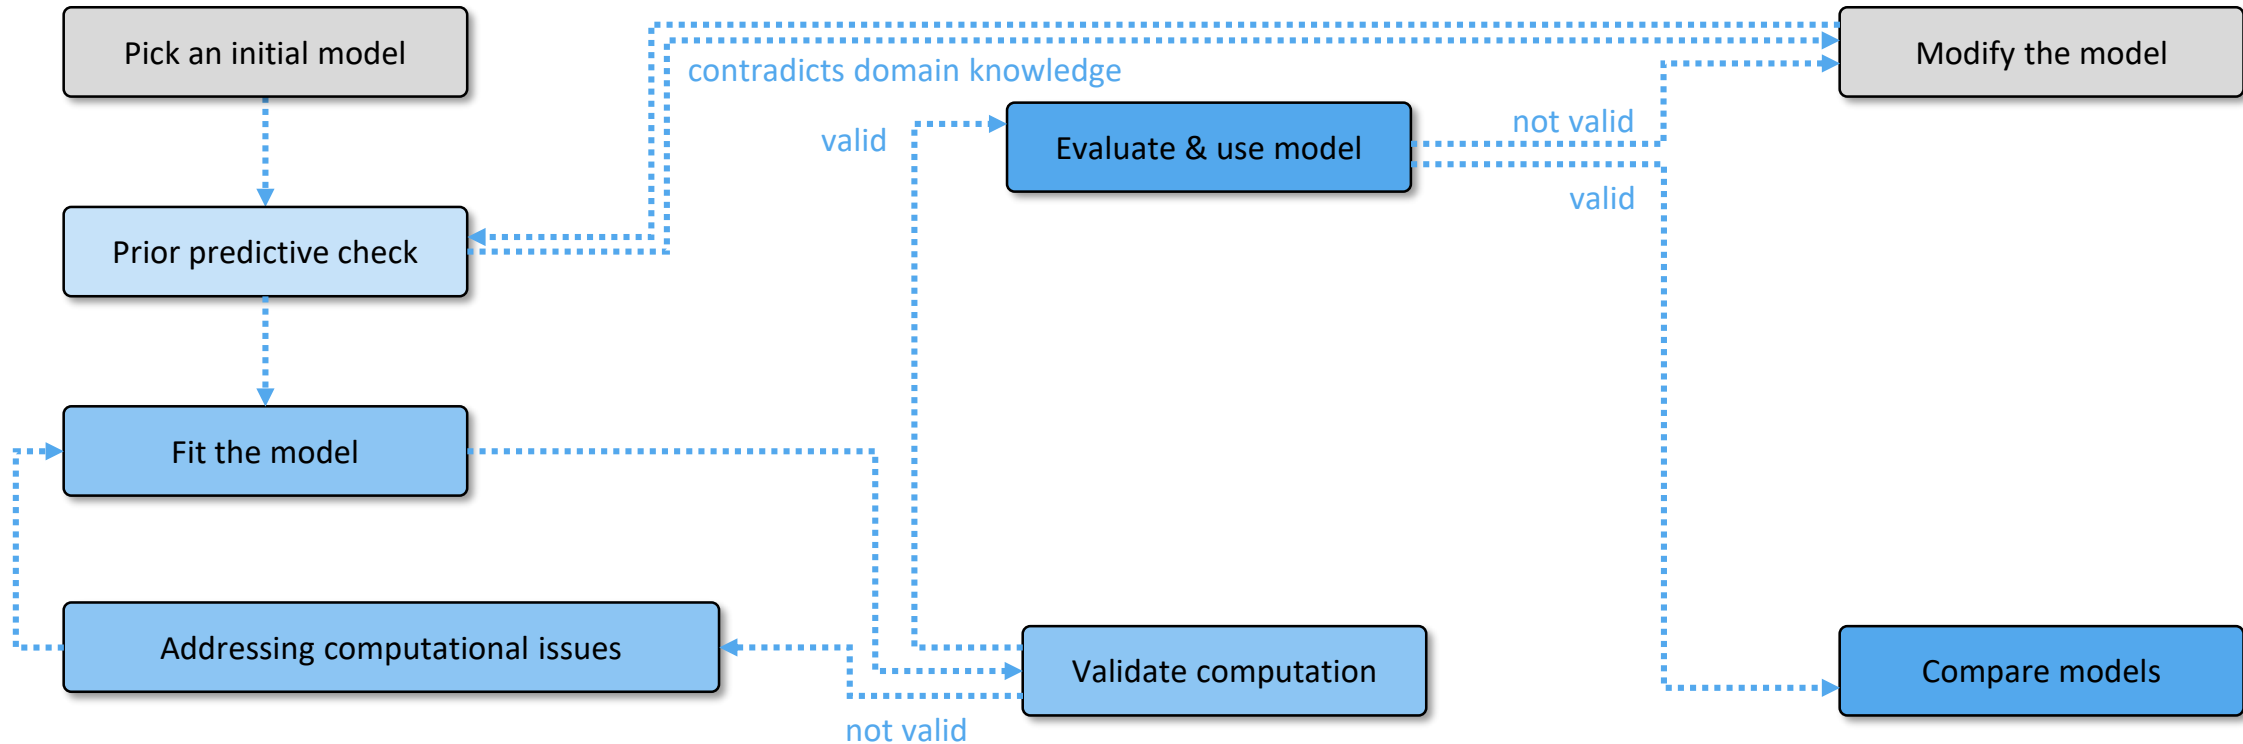 Pick an initial model
Modify the model
contradicts domain knowledge
valid
Evaluate & use model
not valid
valid
Prior predictive check
Fit the model
Addressing computational issues
Validate computation
Compare models
not valid